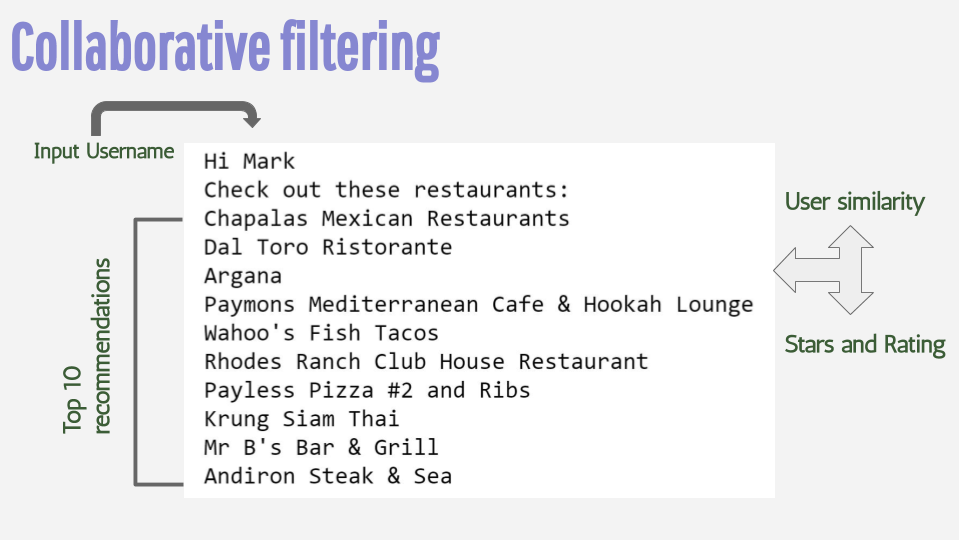 Collaborative filtering
Input Username
Hi Mark
Check out these restaurants:
Chapalas Mexican Restaurants
Dal Toro Ristorante
Argana
Paymons Mediterranean Cafe & Hookah Lounge
Wahoo's Fish Tacos
Rhodes Ranch Club House Restaurant
Payless Pizza #2 and Ribs
Krung Siam Thai
Mr B's Bar & Grill
Andiron Steak & Sea
Top 10
recommendations
User similarity
Stars and Rating